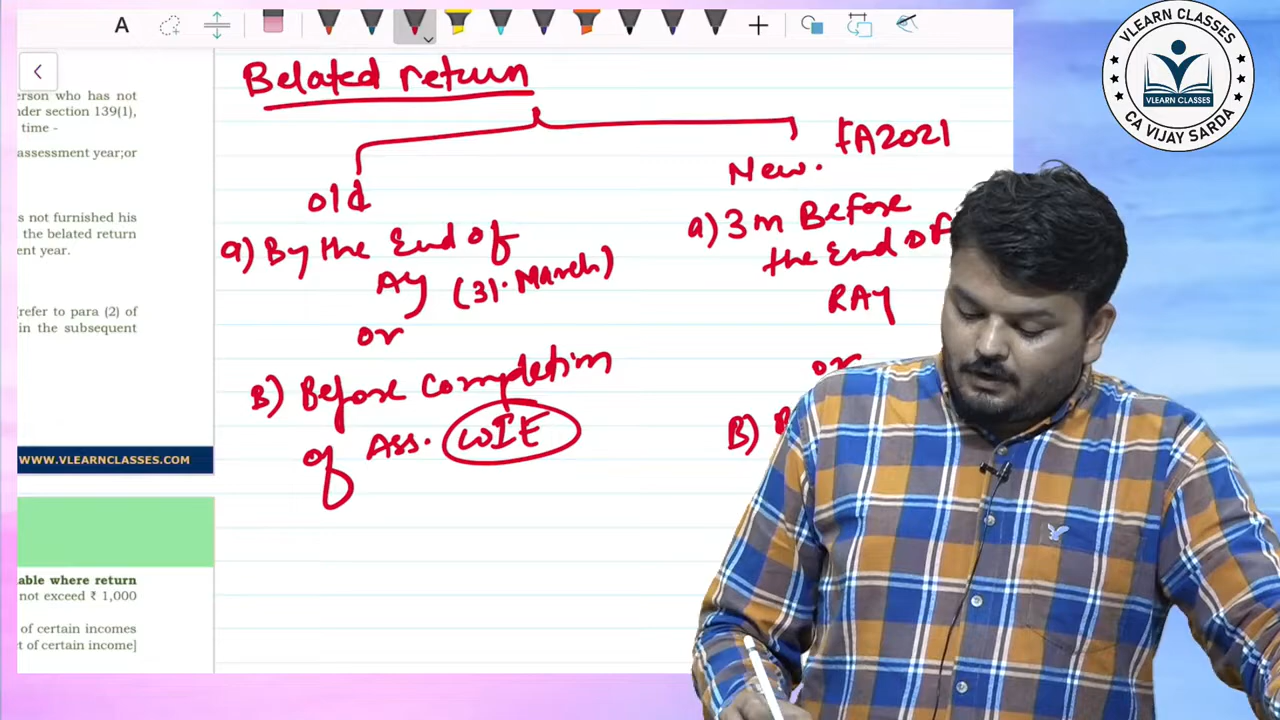 A
VLEARN CLASSES
VLEARN CLASSES
CA VIJAY SARDA
erson who has not
nder section 139(1),
time -
assessment year;or
s not furnished his
the belated return
ent year.
refer to para (2) of
in the subsequent
WWW.VLEARNCLASSES.COM
able where return
not exceed ₹ 1,000
of certain incomes
t of certain income]
Belated return
old
a) By the End of
Ay (31. March)
or
B) Before Completion
of Ass. WIE
New. FA2021
a) 3m Before
the End Of
RAy
or
B)